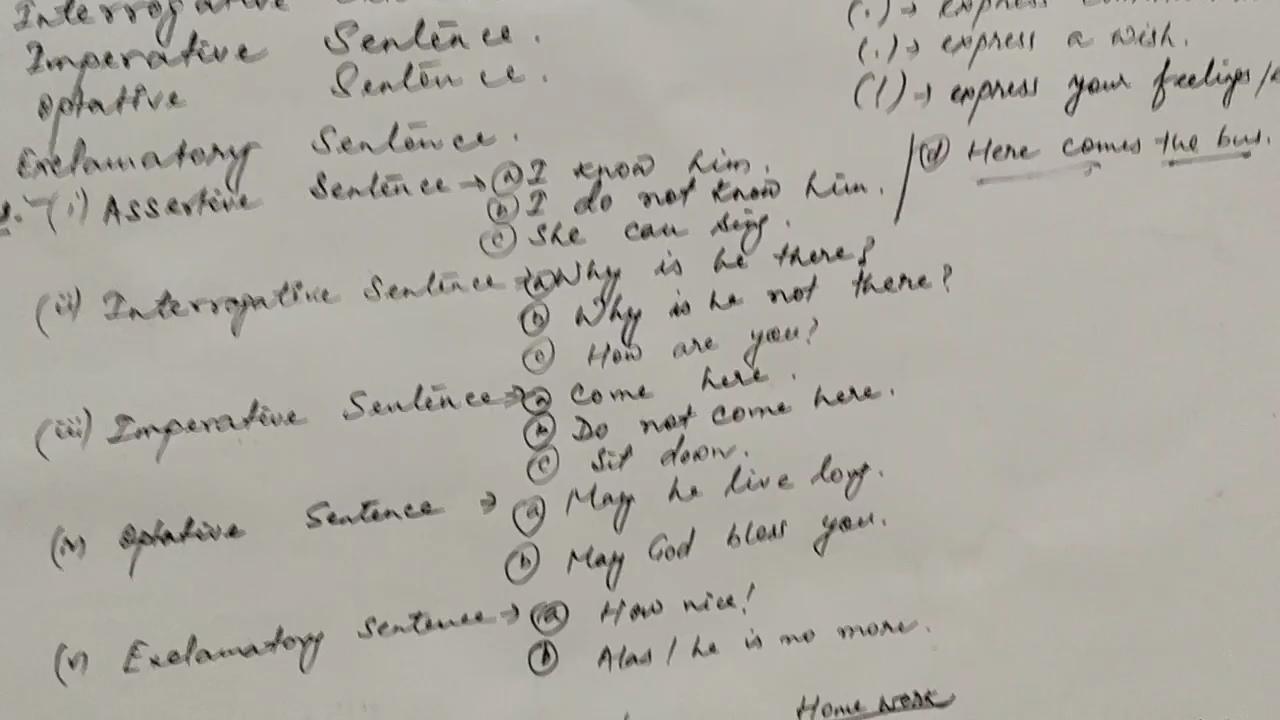 Interrogative
Imperative Sentence. (.)→ express
Optative Sentence. (.)→ express a wish.
Exclamatory Sentence. (!)→ express your feelings/
(i) Assertive Sentence → (a) I know him. / (d) Here comes the bus.
(b) I do not know him.
(c) She can sing.
(ii) Interrogative Sentence → (a) Why is he there?
(b) Why is he not there?
(c) How are you?
(iii) Imperative Sentence → (a) Come here.
(b) Do not come here.
(c) Sit down.
(iv) Optative Sentence → (a) May he live long.
(b) May God bless you.
(v) Exclamatory Sentence → (a) How nice!
(b) Alas! he is no more.
Home work